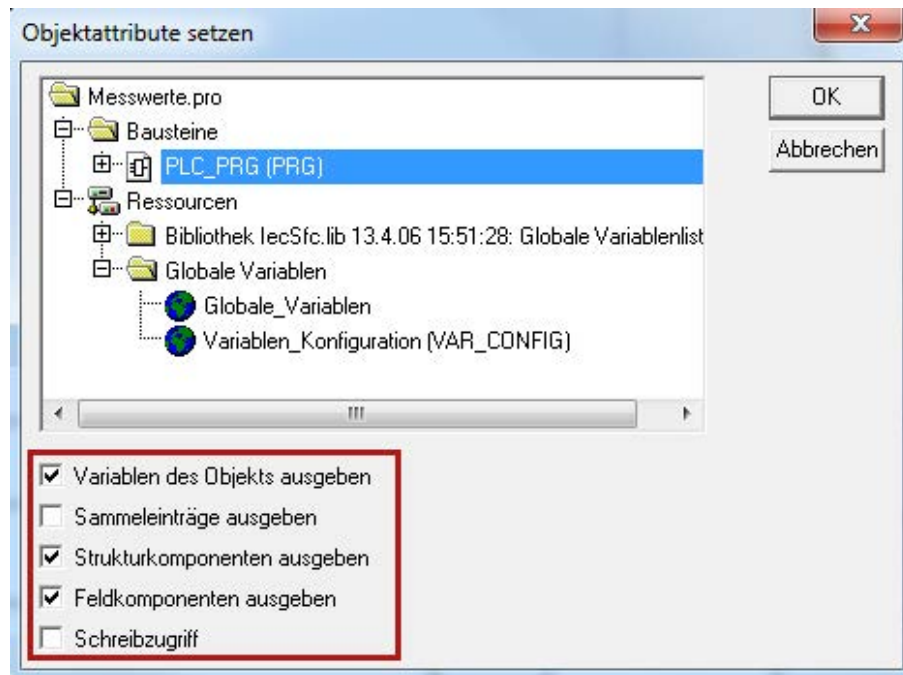 Objektattribute setzen
Messwerte.pro
OK
Bausteine
Abbrechen
PLC_PRG (PRG)
Ressourcen
Bibliothek IecSfc.lib 13.4.06 15:51:28: Globale Variablenlist
Globale Variablen
Globale_Variablen
Variablen_Konfiguration (VAR_CONFIG)
Variablen des Objekts ausgeben
Sammeleinträge ausgeben
Strukturkomponenten ausgeben
Feldkomponenten ausgeben
Schreibzugriff